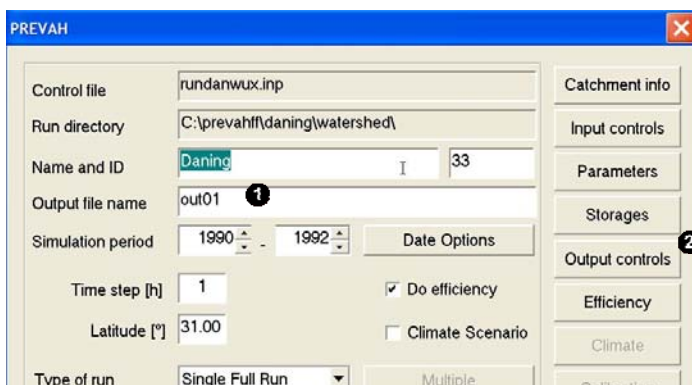 PREVAH
Control file rundanwux.inp Catchment info
Run directory C:\prevahff\daning\watershed\ Input controls
Name and ID Daning 33 Parameters
Output file name out01 1 Storages
Simulation period 1990 - 1992 Date Options Output controls 2
Time step [h] 1 Do efficiency Efficiency
Latitude [°] 31.00 Climate Scenario Climate
Type of run Single Full Run Multiple